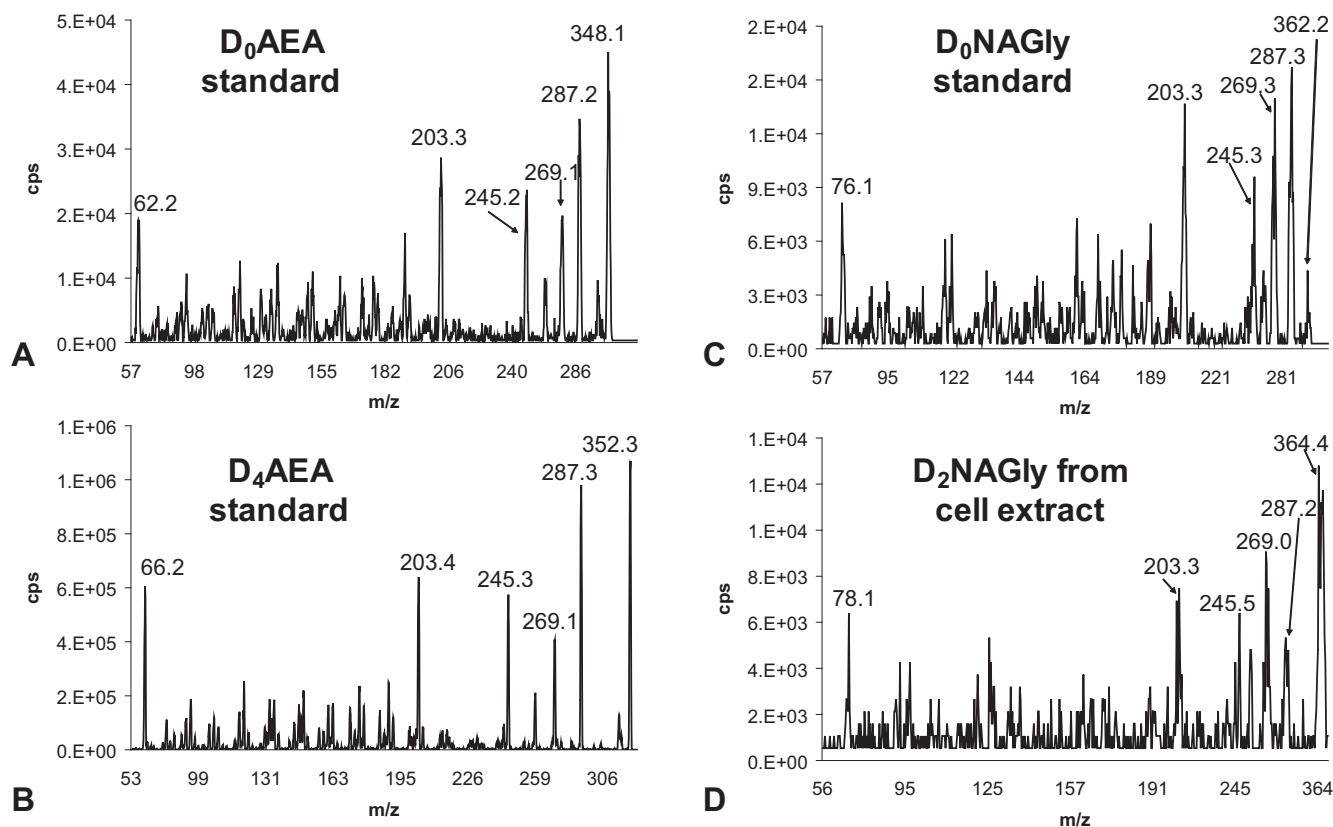 D₀AEA
standard
348.1
287.2
203.3
269.1
245.2
62.2
5.E+04
4.E+04
3.E+04
2.E+04
1.E+04
0.E+00
cps
57 98 129 155 182 206 240 286
m/z
A
D₄AEA
standard
352.3
287.3
203.4
245.3
269.1
66.2
1.E+06
1.E+06
8.E+05
6.E+05
4.E+05
2.E+05
0.E+00
cps
53 99 131 163 195 226 259 306
m/z
B
D₀NAGly
standard
362.2
287.3
269.3
203.3
245.3
76.1
2.E+04
2.E+04
1.E+04
9.E+03
6.E+03
3.E+03
0.E+00
cps
57 95 122 144 164 189 221 281
m/z
C
D₂NAGly from
cell extract
364.4
287.2
269.0
203.3
245.5
78.1
1.E+04
1.E+04
1.E+04
8.E+03
6.E+03
4.E+03
2.E+03
0.E+00
cps
56 95 125 157 191 245 364
m/z
D